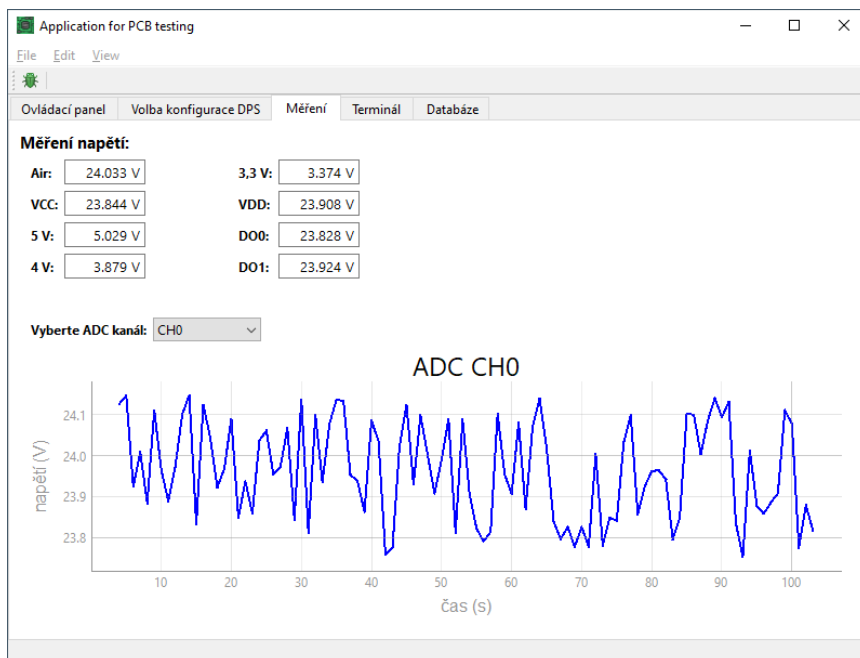 Application for PCB testing
File Edit View
Ovládací panel Volba konfigurace DPS Měření Terminál Databáze
Měření napětí:
Air: 24.033 V 3,3 V: 3.374 V
VCC: 23.844 V VDD: 23.908 V
5 V: 5.029 V DO0: 23.828 V
4 V: 3.879 V DO1: 23.924 V
Vyberte ADC kanál: CH0
ADC CH0
napětí (V)
24.1
24.0
23.9
23.8
10 20 30 40 50 60 70 80 90 100
čas (s)